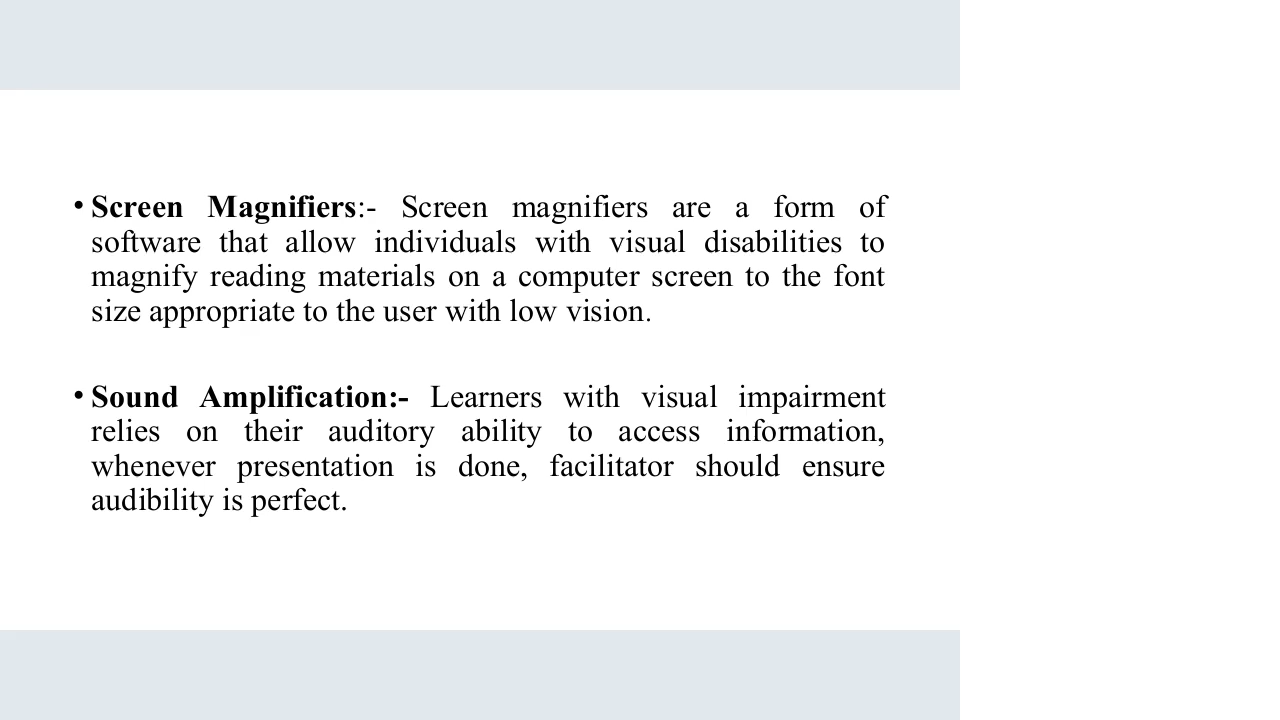 • Screen Magnifiers:- Screen magnifiers are a form of
software that allow individuals with visual disabilities to
magnify reading materials on a computer screen to the font
size appropriate to the user with low vision.
• Sound Amplification:- Learners with visual impairment
relies on their auditory ability to access information,
whenever presentation is done, facilitator should ensure
audibility is perfect.